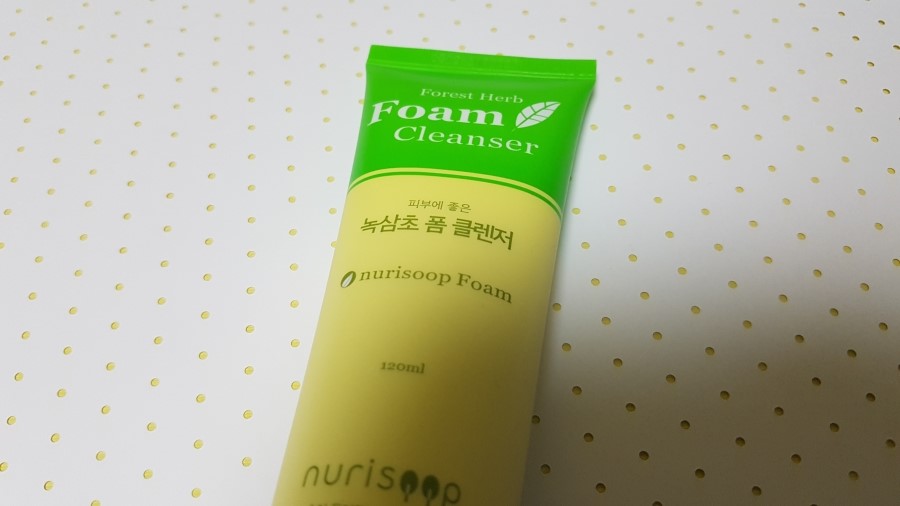 Forest Herb
Foam
Cleanser
피부에 좋은
녹삼초 폼 클렌저
nurisoop Foam
120ml
nurisoop